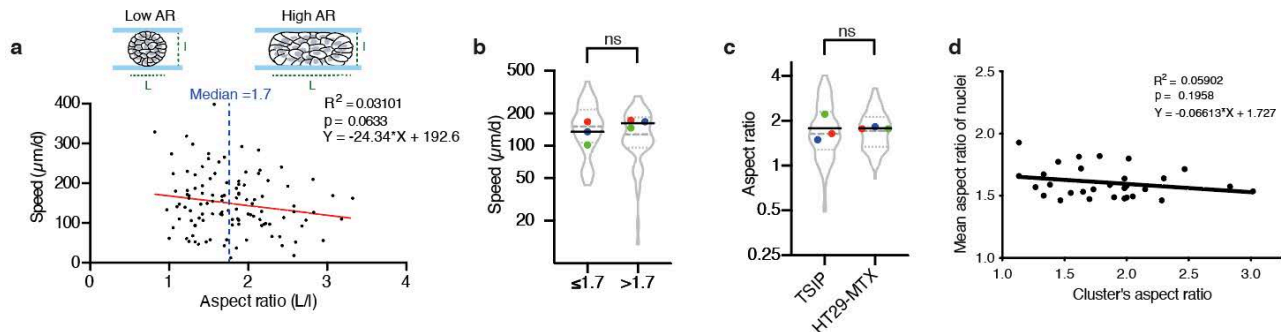 a
Low AR
High AR
l
l
L
L
Median =1.7
R² = 0.03101
p = 0.0633
Y = -24.34*X + 192.6
Speed (µm/d)
400
300
200
100
0
0
1
2
3
4
Aspect ratio (L/l)
b
ns
Speed (µm/d)
500
200
100
50
20
≤1.7
>1.7
c
ns
Aspect ratio
4
2
1
0.5
0.25
TSIP
HT29-MTX
d
R² = 0.05902
p = 0.1958
Y = -0.06613*X + 1.727
Mean aspect ratio of nuclei
2.5
2.0
1.5
1.0
1.0
1.5
2.0
2.5
3.0
Cluster's aspect ratio